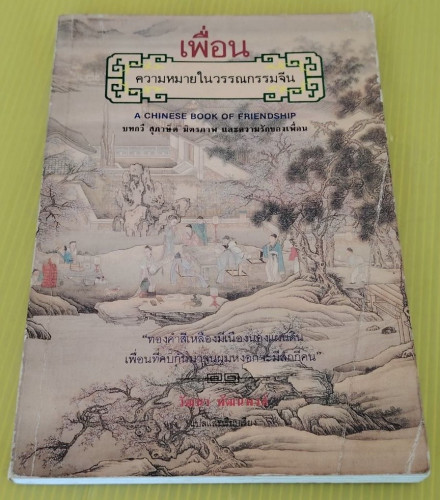 เพื่อน
ความหมายในวรรณกรรมจีน
A CHINESE BOOK OF FRIENDSHIP
บทกวี สุภาษิต มิตรภาพ และความรักของเพื่อน
"ทองคำสีเหลืองมีเนืองนองแผ่นดิน
เพื่อนที่คบกันมาจนผมหงอกจะมีสักกี่คน"